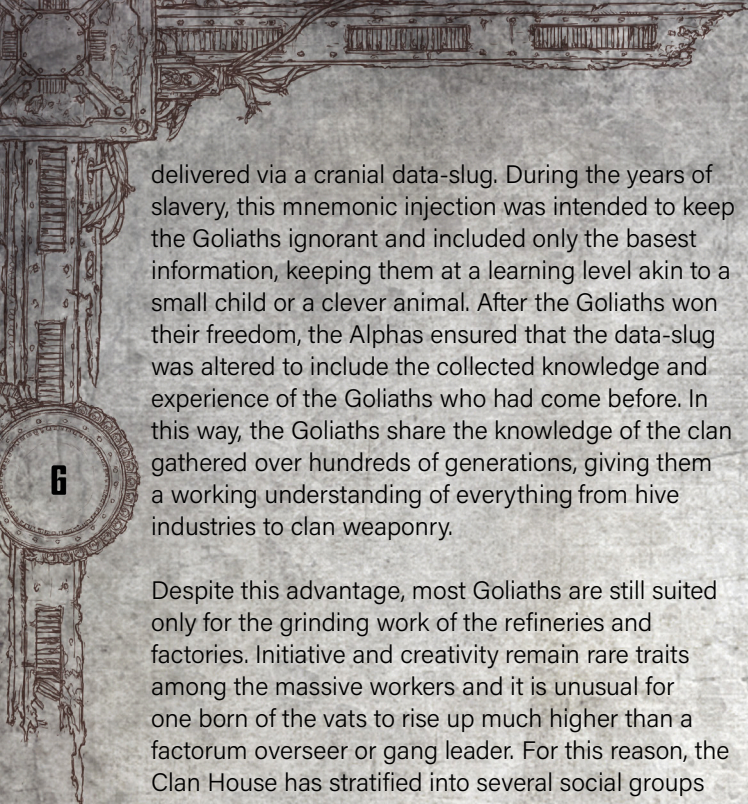 delivered via a cranial data-slug. During the years of
slavery, this mnemonic injection was intended to keep
the Goliaths ignorant and included only the basest
information, keeping them at a learning level akin to a
small child or a clever animal. After the Goliaths won
their freedom, the Alphas ensured that the data-slug
was altered to include the collected knowledge and
experience of the Goliaths who had come before. In
this way, the Goliaths share the knowledge of the clan
gathered over hundreds of generations, giving them
a working understanding of everything from hive
industries to clan weaponry.
Despite this advantage, most Goliaths are still suited
only for the grinding work of the refineries and
factories. Initiative and creativity remain rare traits
among the massive workers and it is unusual for
one born of the vats to rise up much higher than a
factorum overseer or gang leader. For this reason, the
Clan House has stratified into several social groups
6